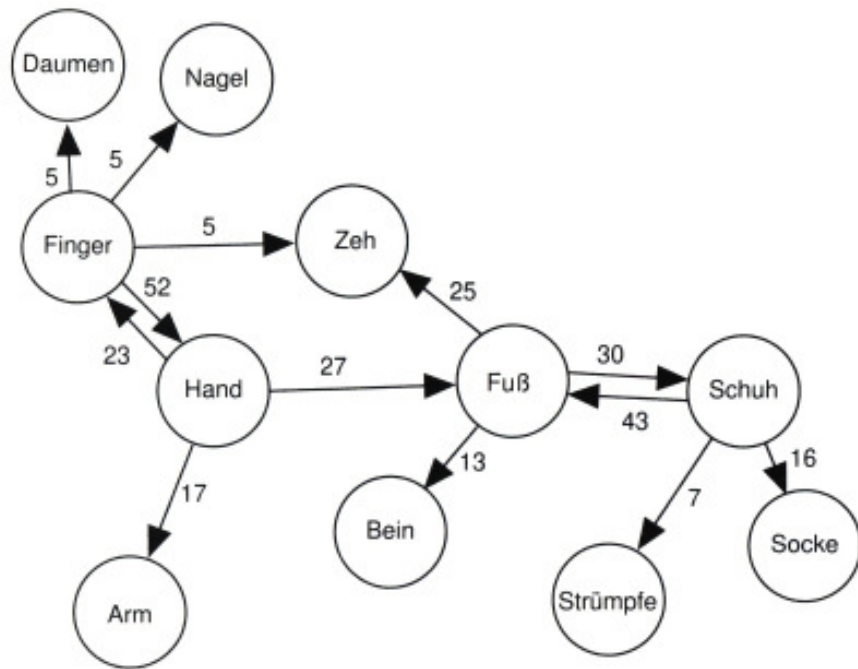 Daumen
Nagel
5
5
Finger
5
Zeh
52
25
23
Hand
27
Fuß
30
Schuh
43
13
16
17
7
Bein
Socke
Strümpfe
Arm